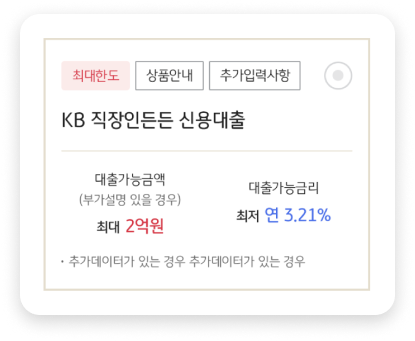 최대한도 상품안내 추가입력사항
KB 직장인든든 신용대출
대출가능금액
(부가설명 있을 경우)
최대 2억원
대출가능금리
최저 연 3.21%
· 추가데이터가 있는 경우 추가데이터가 있는 경우